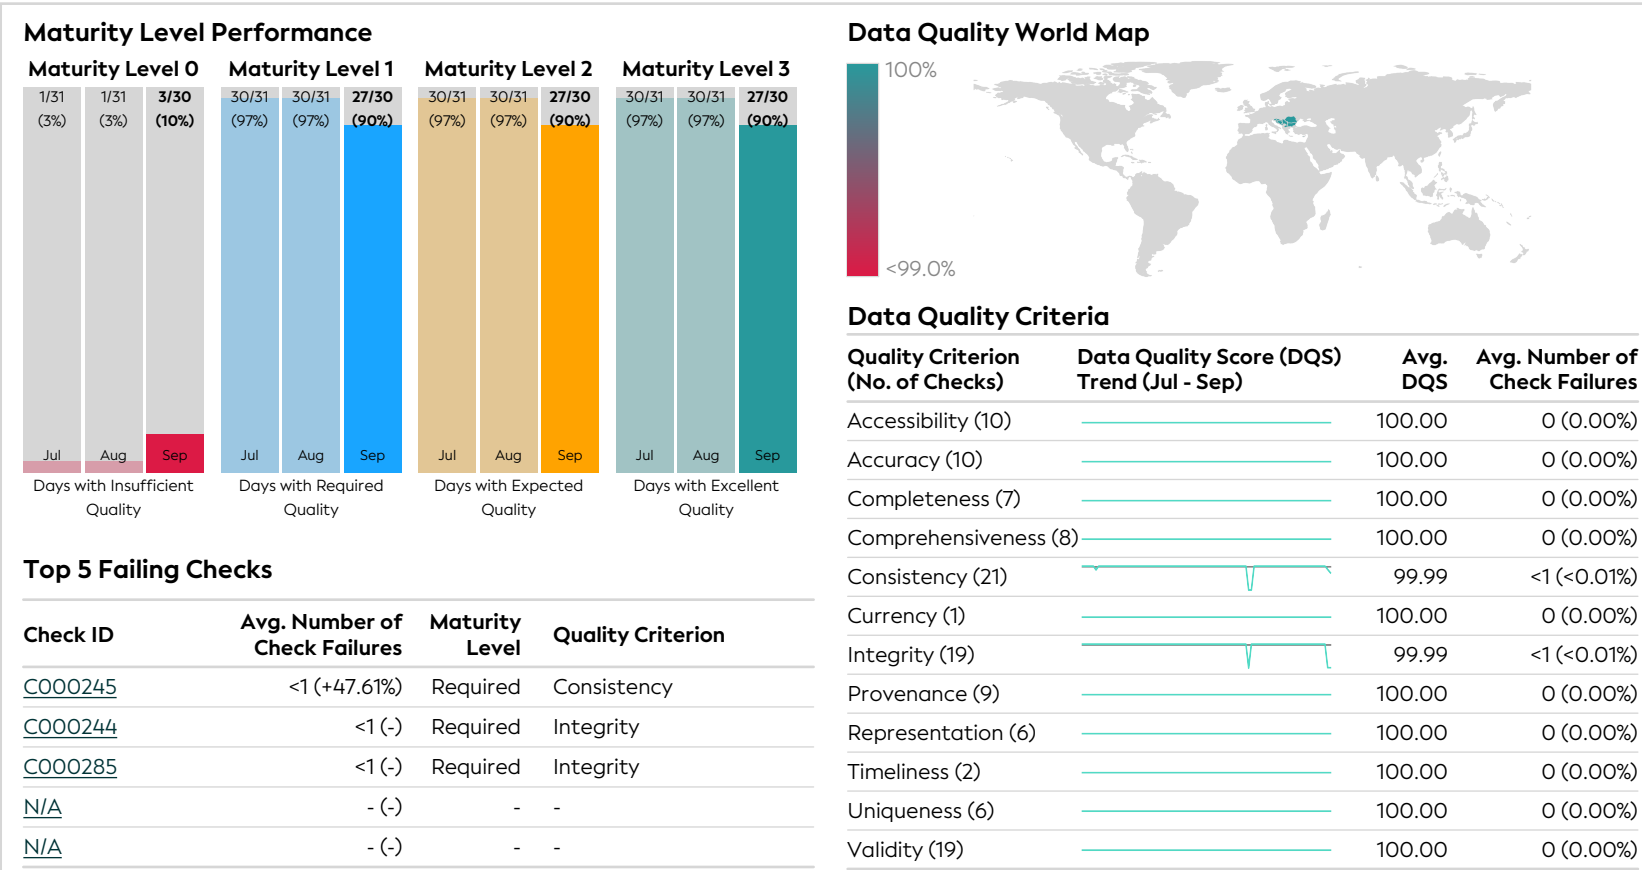 Maturity Level Performance
Maturity Level 0 Maturity Level 1 Maturity Level 2 Maturity Level 3
1/31 1/31 3/30 30/31 30/31 27/30 30/31 30/31 27/30 30/31 30/31 27/30
(3%) (3%) (10%) (97%) (97%) (90%) (97%) (97%) (90%) (97%) (97%) (90%)
Jul Aug Sep Jul Aug Sep Jul Aug Sep Jul Aug Sep
Days with Insufficient Days with Required Days with Expected Days with Excellent
Quality Quality Quality Quality
Top 5 Failing Checks
Avg. Number of Maturity
Check ID Quality Criterion
Check Failures Level
C000245 <1 (+47.61%) Required Consistency
C000244 <1 (-) Required Integrity
C000285 <1 (-) Required Integrity
N/A - (-) - -
N/A - (-) - -
Data Quality World Map
100%
<99.0%
Data Quality Criteria
Quality Criterion Data Quality Score (DQS) Avg. Avg. Number of
(No. of Checks) Trend (Jul - Sep) DQS Check Failures
Accessibility (10) 100.00 0 (0.00%)
Accuracy (10) 100.00 0 (0.00%)
Completeness (7) 100.00 0 (0.00%)
Comprehensiveness (8) 100.00 0 (0.00%)
Consistency (21) 99.99 <1 (<0.01%)
Currency (1) 100.00 0 (0.00%)
Integrity (19) 99.99 <1 (<0.01%)
Provenance (9) 100.00 0 (0.00%)
Representation (6) 100.00 0 (0.00%)
Timeliness (2) 100.00 0 (0.00%)
Uniqueness (6) 100.00 0 (0.00%)
Validity (19) 100.00 0 (0.00%)